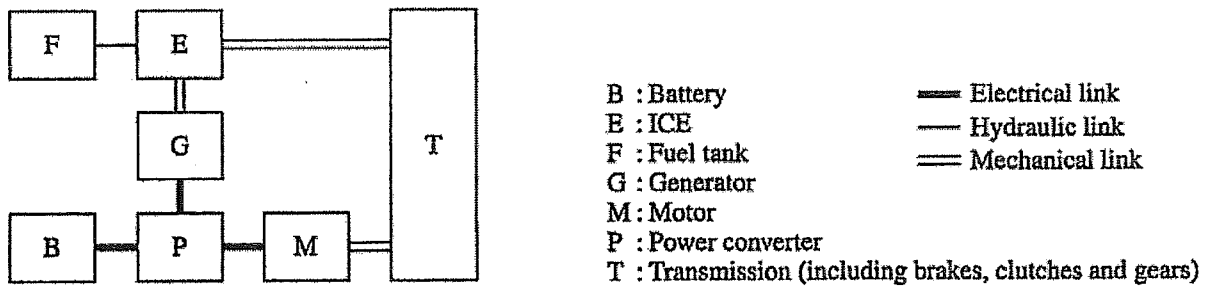 F
E
G
T
B
P
M
B : Battery
E : ICE
F : Fuel tank
G : Generator
M : Motor
P : Power converter
T : Transmission (including brakes, clutches and gears)
Electrical link
Hydraulic link
Mechanical link